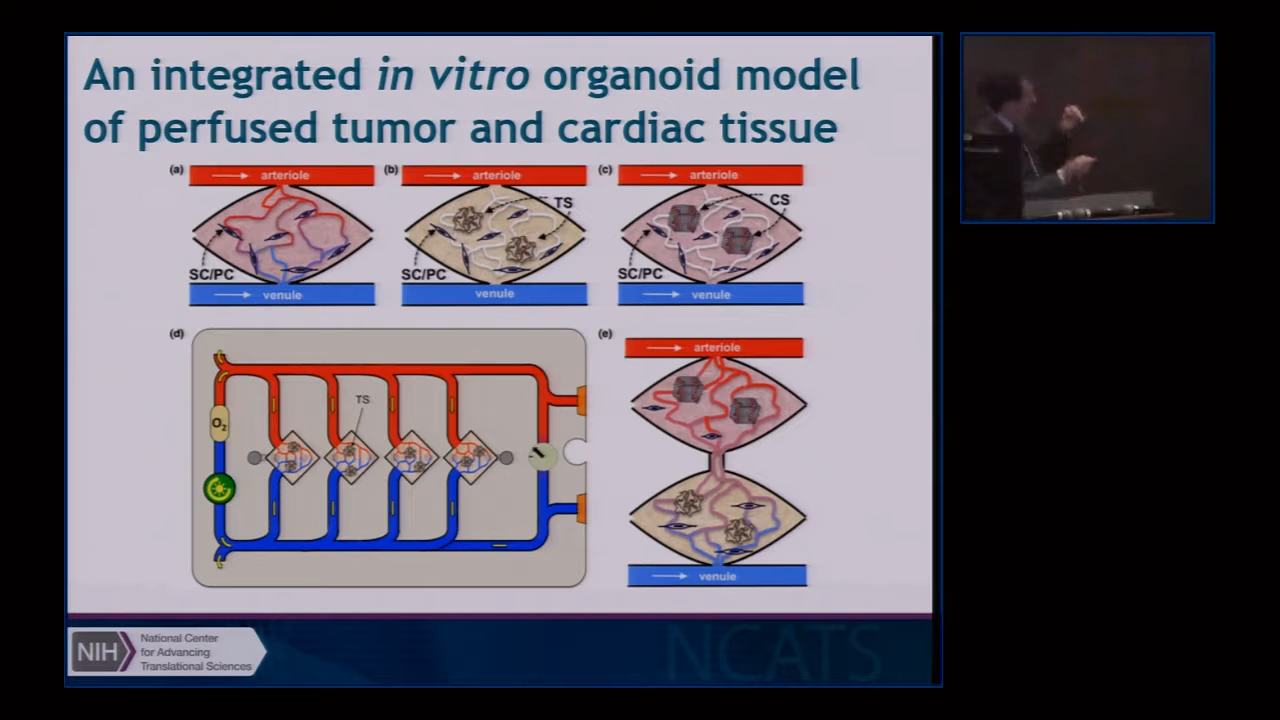 An integrated in vitro organoid model
of perfused tumor and cardiac tissue
(a)
arteriole
SC/PC
venule
(b)
arteriole
TS
SC/PC
venule
(c)
arteriole
CS
SC/PC
venule
(d)
O2
TS
(e)
arteriole
venule
NIH
National Center
for Advancing
Translational Sciences
NCATS